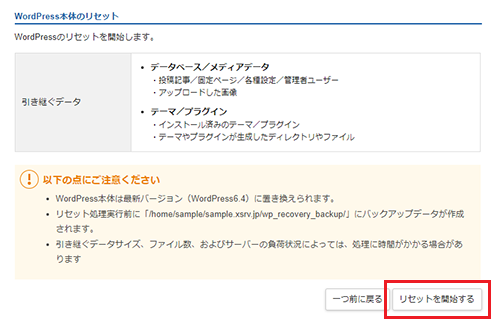 WordPress本体のリセット
WordPressのリセットを開始します。
引き継ぐデータ
・ データベース／メディアデータ
・投稿記事／固定ページ／各種設定／管理者ユーザー
・アップロードした画像
・ テーマ／プラグイン
・インストール済みのテーマ／プラグイン
・テーマやプラグインが生成したディレクトリやファイル
! 以下の点にご注意ください
・ WordPress本体は最新バージョン（WordPress6.4）に置き換えられます。
・ リセット処理実行前に「/home/sample/sample.xsrv.jp/wp_recovery_backup/」にバックアップデータが作成
されます。
・ 引き継ぐデータサイズ、ファイル数、およびサーバーの負荷状況によっては、処理に時間がかかる場合があ
ります
一つ前に戻る
リセットを開始する